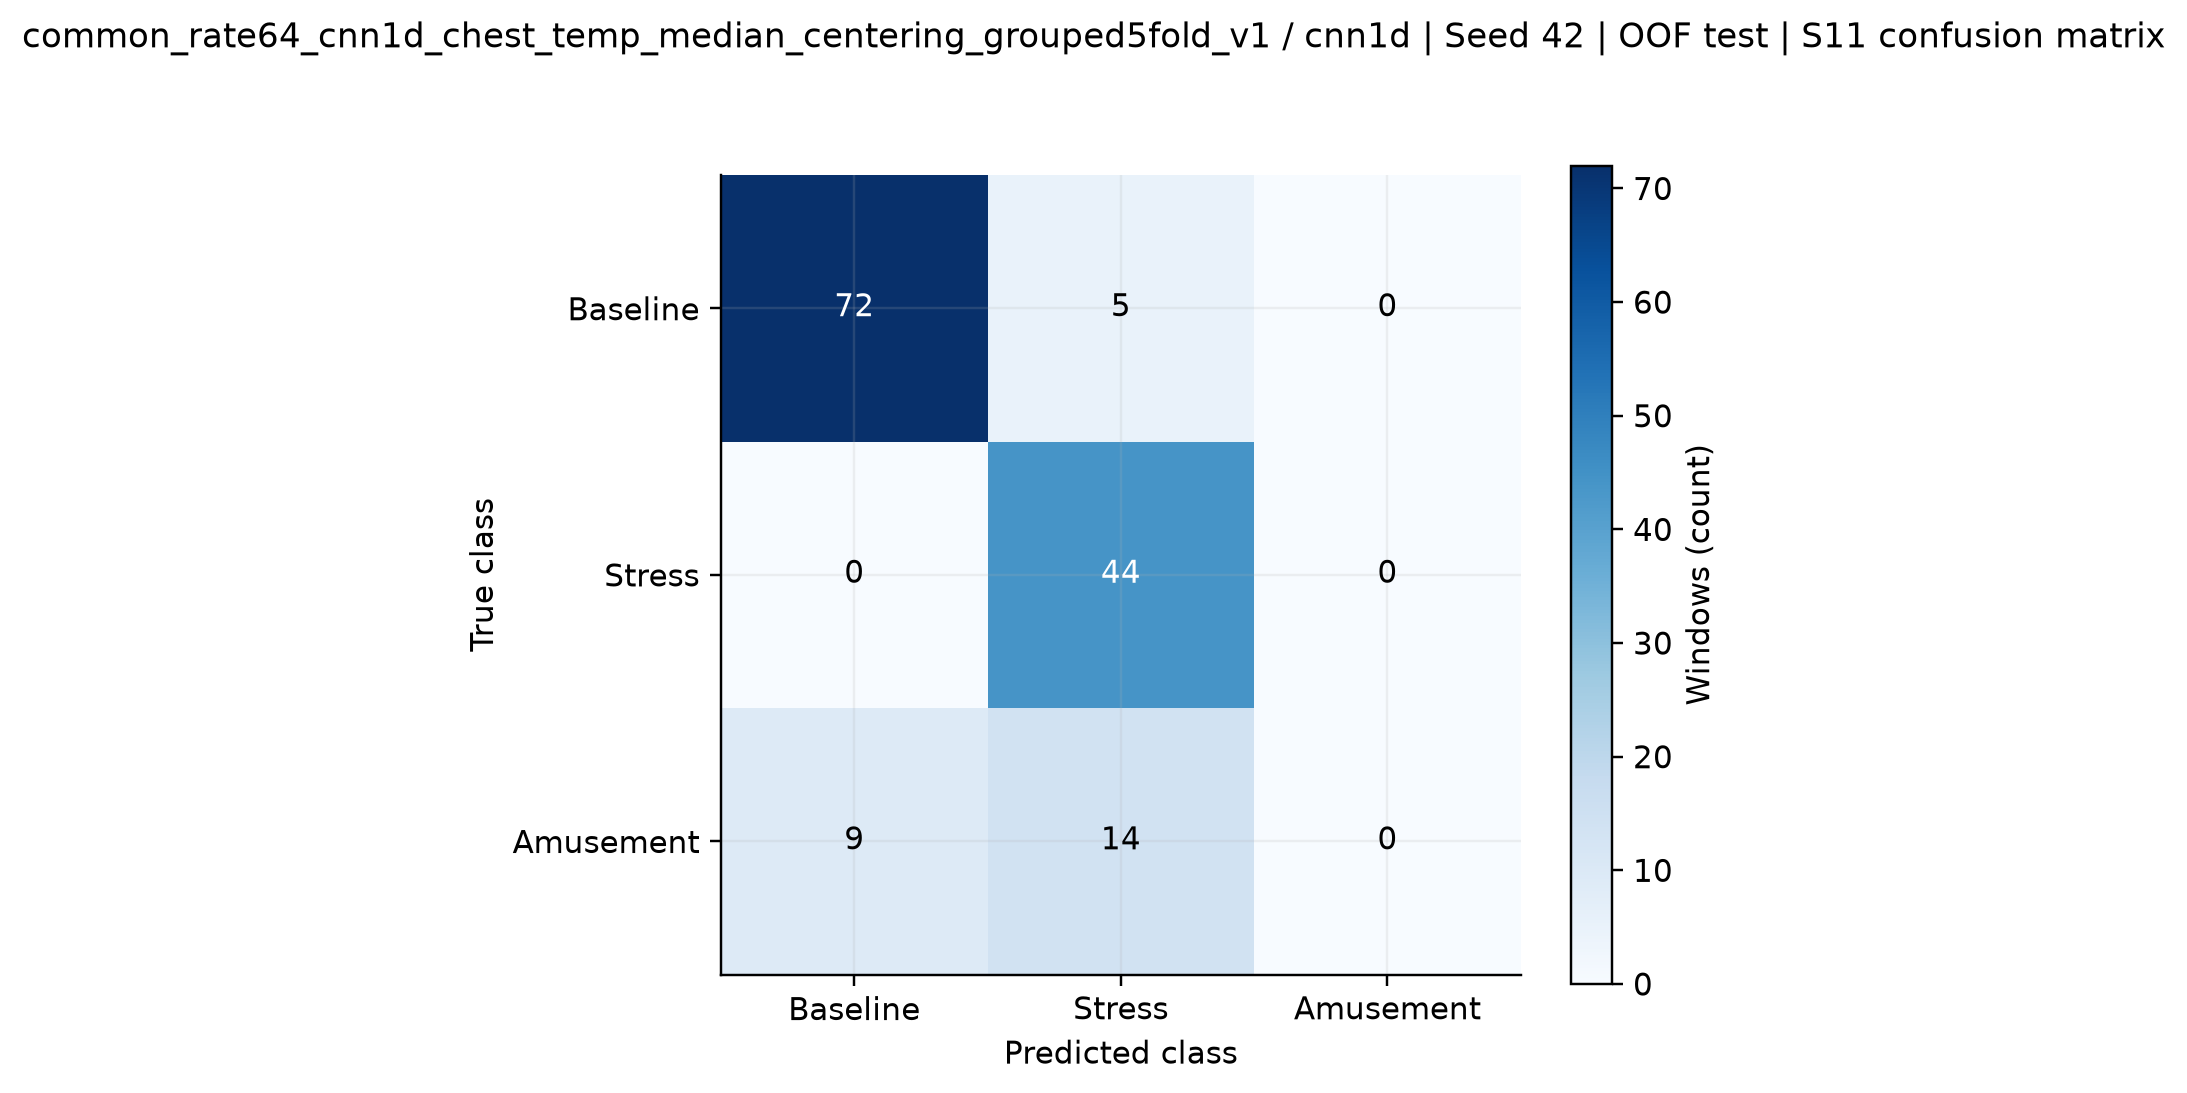 common_rate64_cnn1d_chest_temp_median_centering_grouped5fold_v1 / cnn1d | Seed 42 | OOF test | S11 confusion matrix
True class
Baseline 72 5 0
Stress 0 44 0
Amusement 9 14 0
Baseline Stress Amusement
Predicted class
70
60
50
40
30
20
10
0
Windows (count)